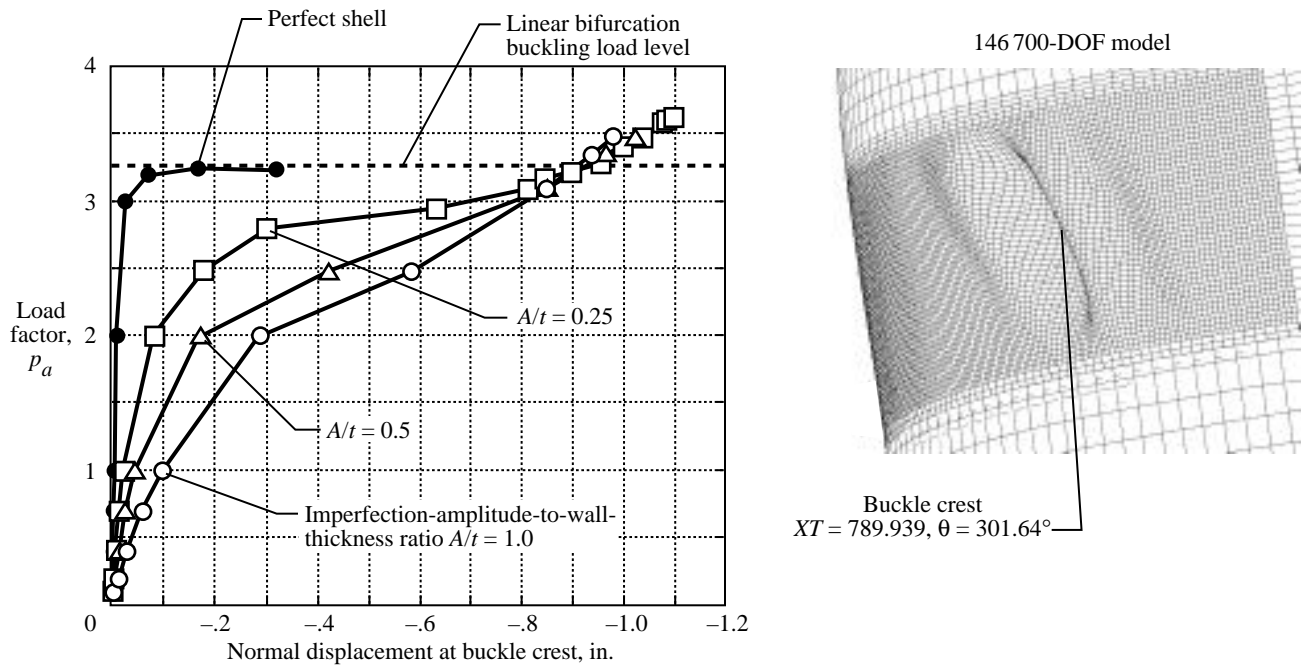 Perfect shell
Linear bifurcation
buckling load level
146 700-DOF model
4
3
2
1
0
Load
factor,
pₐ
A/t = 0.25
A/t = 0.5
Imperfection-amplitude-to-wall-
thickness ratio A/t = 1.0
–.2
–.4
–.6
–.8
–1.0
–1.2
Normal displacement at buckle crest, in.
Buckle crest
XT = 789.939, θ = 301.64°